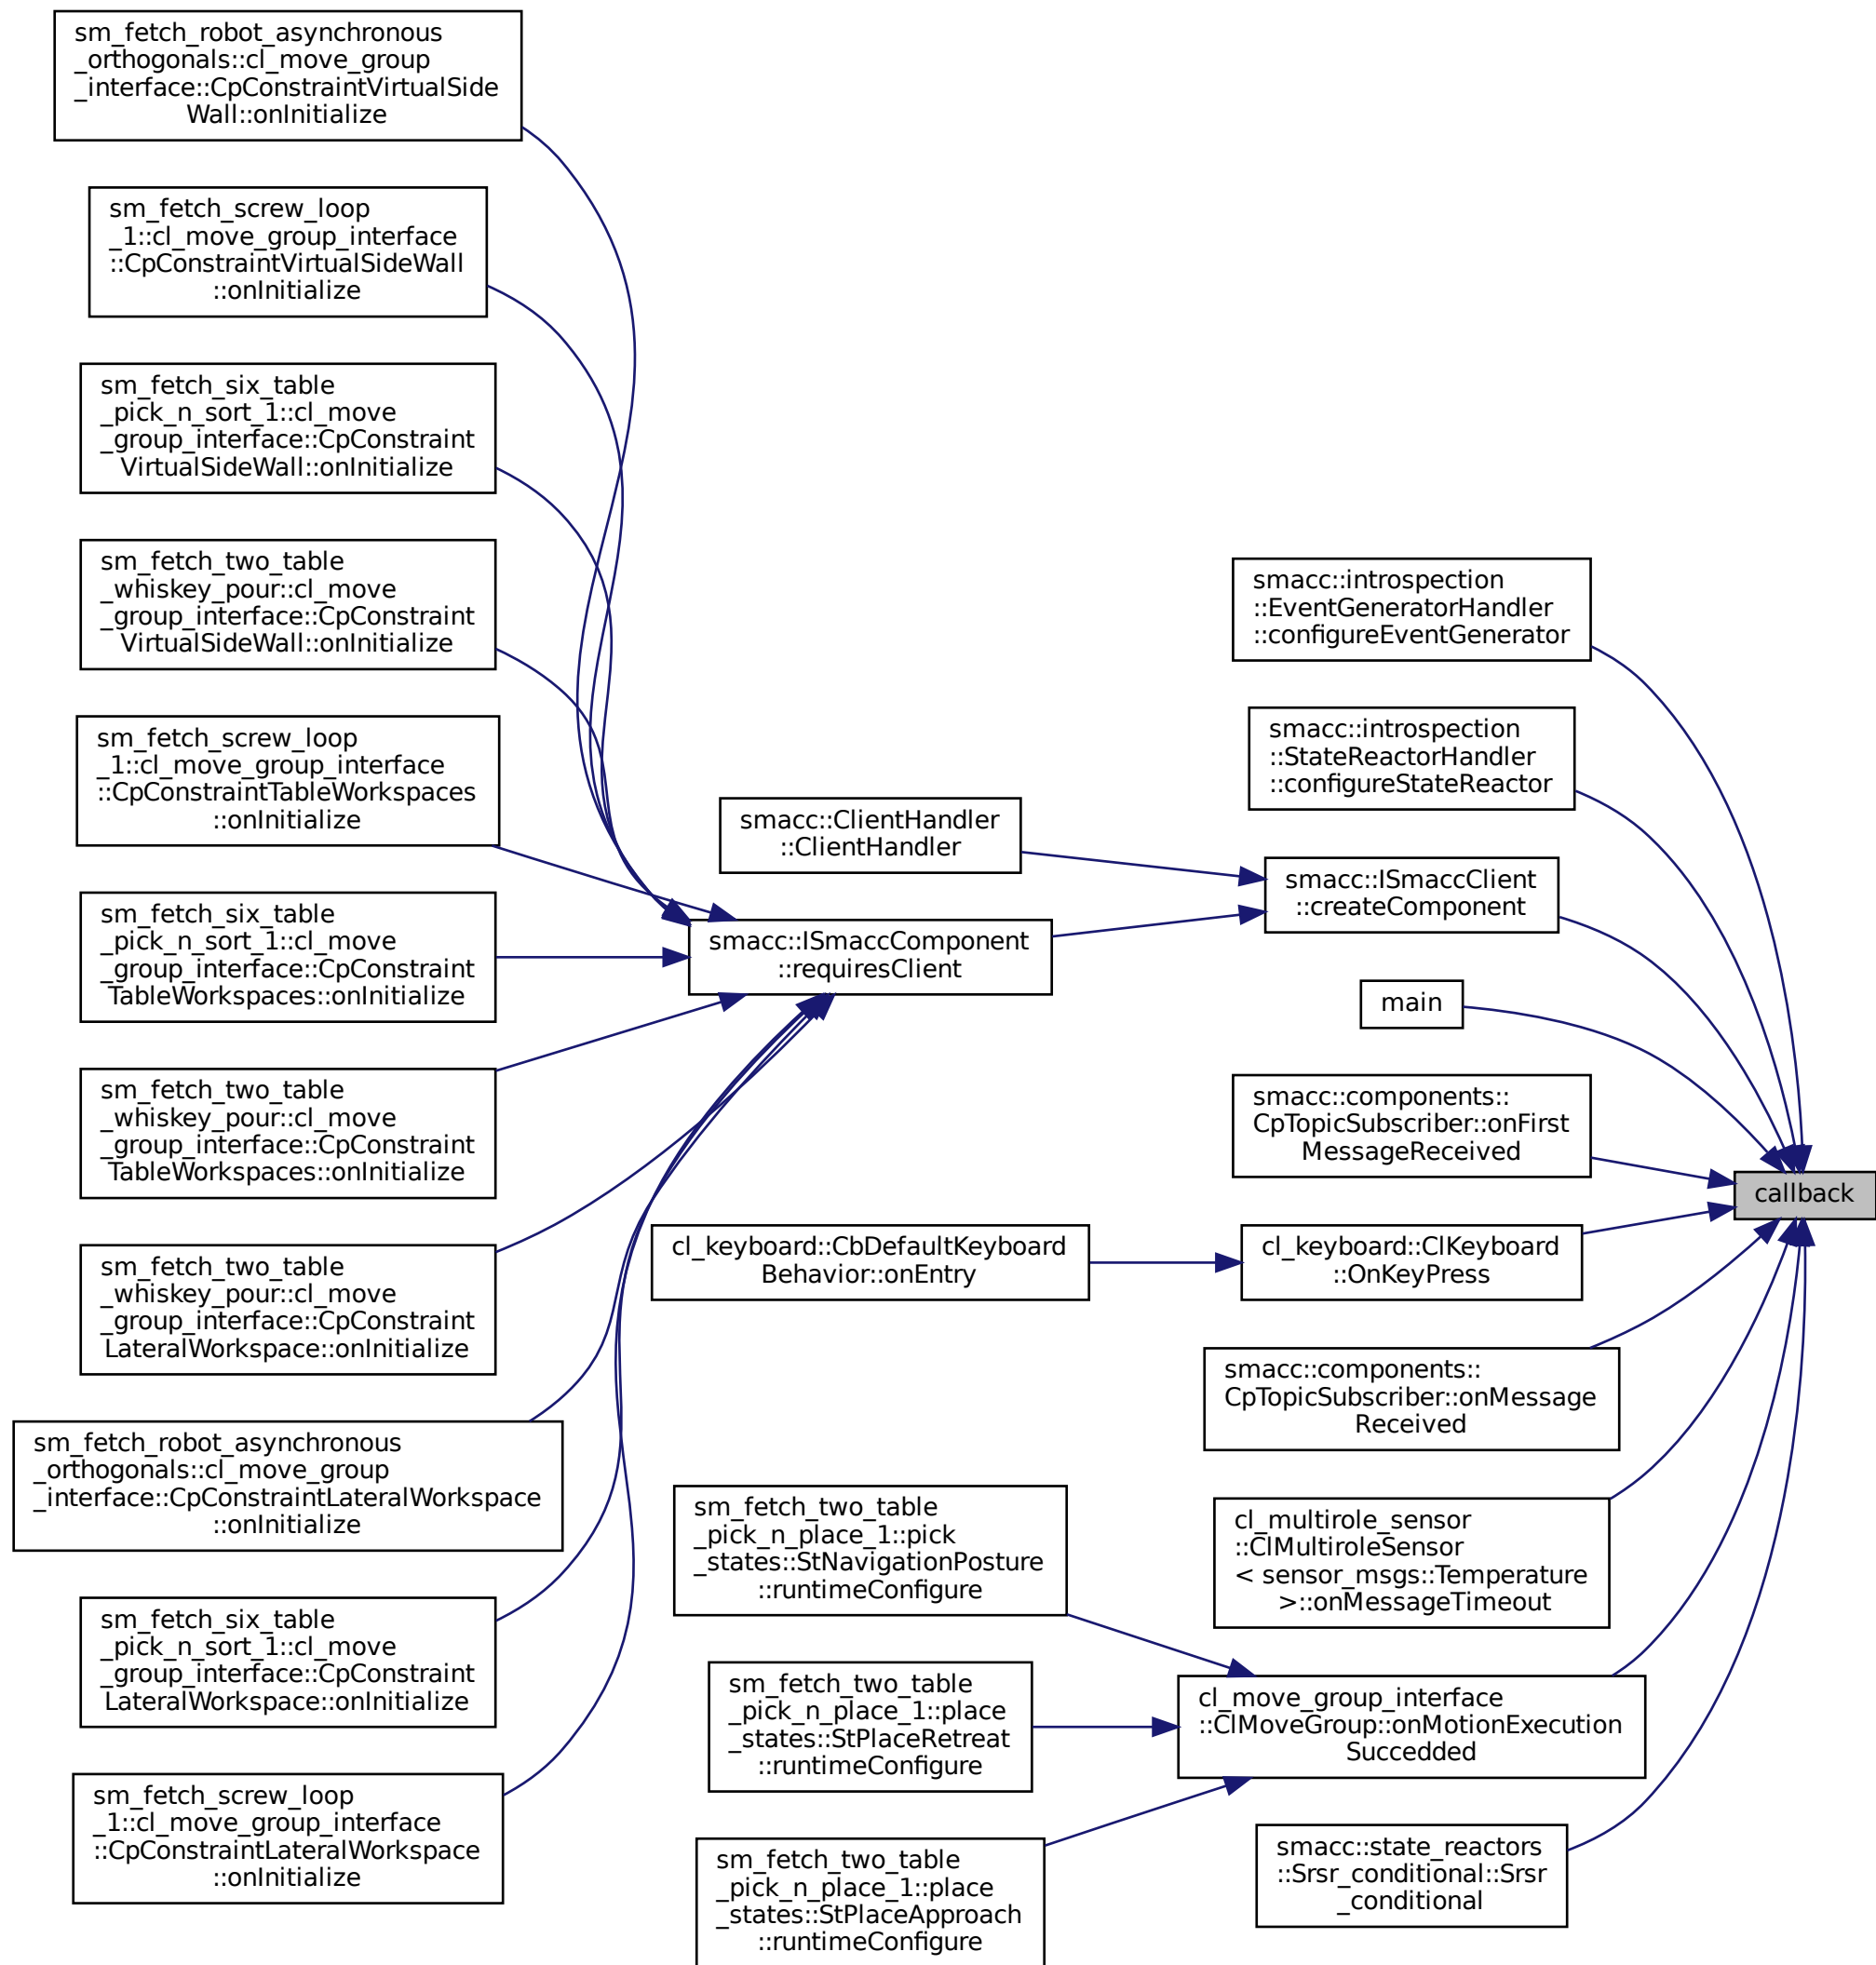 sm_fetch_robot_asynchronous
_orthogonals::cl_move_group
_interface::CpConstraintVirtualSide
Wall::onInitialize
sm_fetch_screw_loop
_1::cl_move_group_interface
::CpConstraintVirtualSideWall
::onInitialize
sm_fetch_six_table
_pick_n_sort_1::cl_move
_group_interface::CpConstraint
VirtualSideWall::onInitialize
sm_fetch_two_table
_whiskey_pour::cl_move
_group_interface::CpConstraint
VirtualSideWall::onInitialize
sm_fetch_screw_loop
_1::cl_move_group_interface
::CpConstraintTableWorkspaces
::onInitialize
sm_fetch_six_table
_pick_n_sort_1::cl_move
_group_interface::CpConstraint
TableWorkspaces::onInitialize
sm_fetch_two_table
_whiskey_pour::cl_move
_group_interface::CpConstraint
TableWorkspaces::onInitialize
sm_fetch_two_table
_whiskey_pour::cl_move
_group_interface::CpConstraint
LateralWorkspace::onInitialize
sm_fetch_robot_asynchronous
_orthogonals::cl_move_group
_interface::CpConstraintLateralWorkspace
::onInitialize
sm_fetch_six_table
_pick_n_sort_1::cl_move
_group_interface::CpConstraint
LateralWorkspace::onInitialize
sm_fetch_screw_loop
_1::cl_move_group_interface
::CpConstraintLateralWorkspace
::onInitialize
smacc::ClientHandler
::ClientHandler
smacc::ISmaccComponent
::requiresClient
cl_keyboard::CbDefaultKeyboard
Behavior::onEntry
sm_fetch_two_table
_pick_n_place_1::pick
_states::StNavigationPosture
::runtimeConfigure
sm_fetch_two_table
_pick_n_place_1::place
_states::StPlaceRetreat
::runtimeConfigure
sm_fetch_two_table
_pick_n_place_1::place
_states::StPlaceApproach
::runtimeConfigure
smacc::introspection
::EventGeneratorHandler
::configureEventGenerator
smacc::introspection
::StateReactorHandler
::configureStateReactor
smacc::ISmaccClient
::createComponent
main
smacc::components::
CpTopicSubscriber::onFirst
MessageReceived
cl_keyboard::ClKeyboard
::OnKeyPress
smacc::components::
CpTopicSubscriber::onMessage
Received
cl_multirole_sensor
::ClMultiroleSensor
< sensor_msgs::Temperature
>::onMessageTimeout
cl_move_group_interface
::ClMoveGroup::onMotionExecution
Succedded
smacc::state_reactors
::Srsr_conditional::Srsr
_conditional
callback